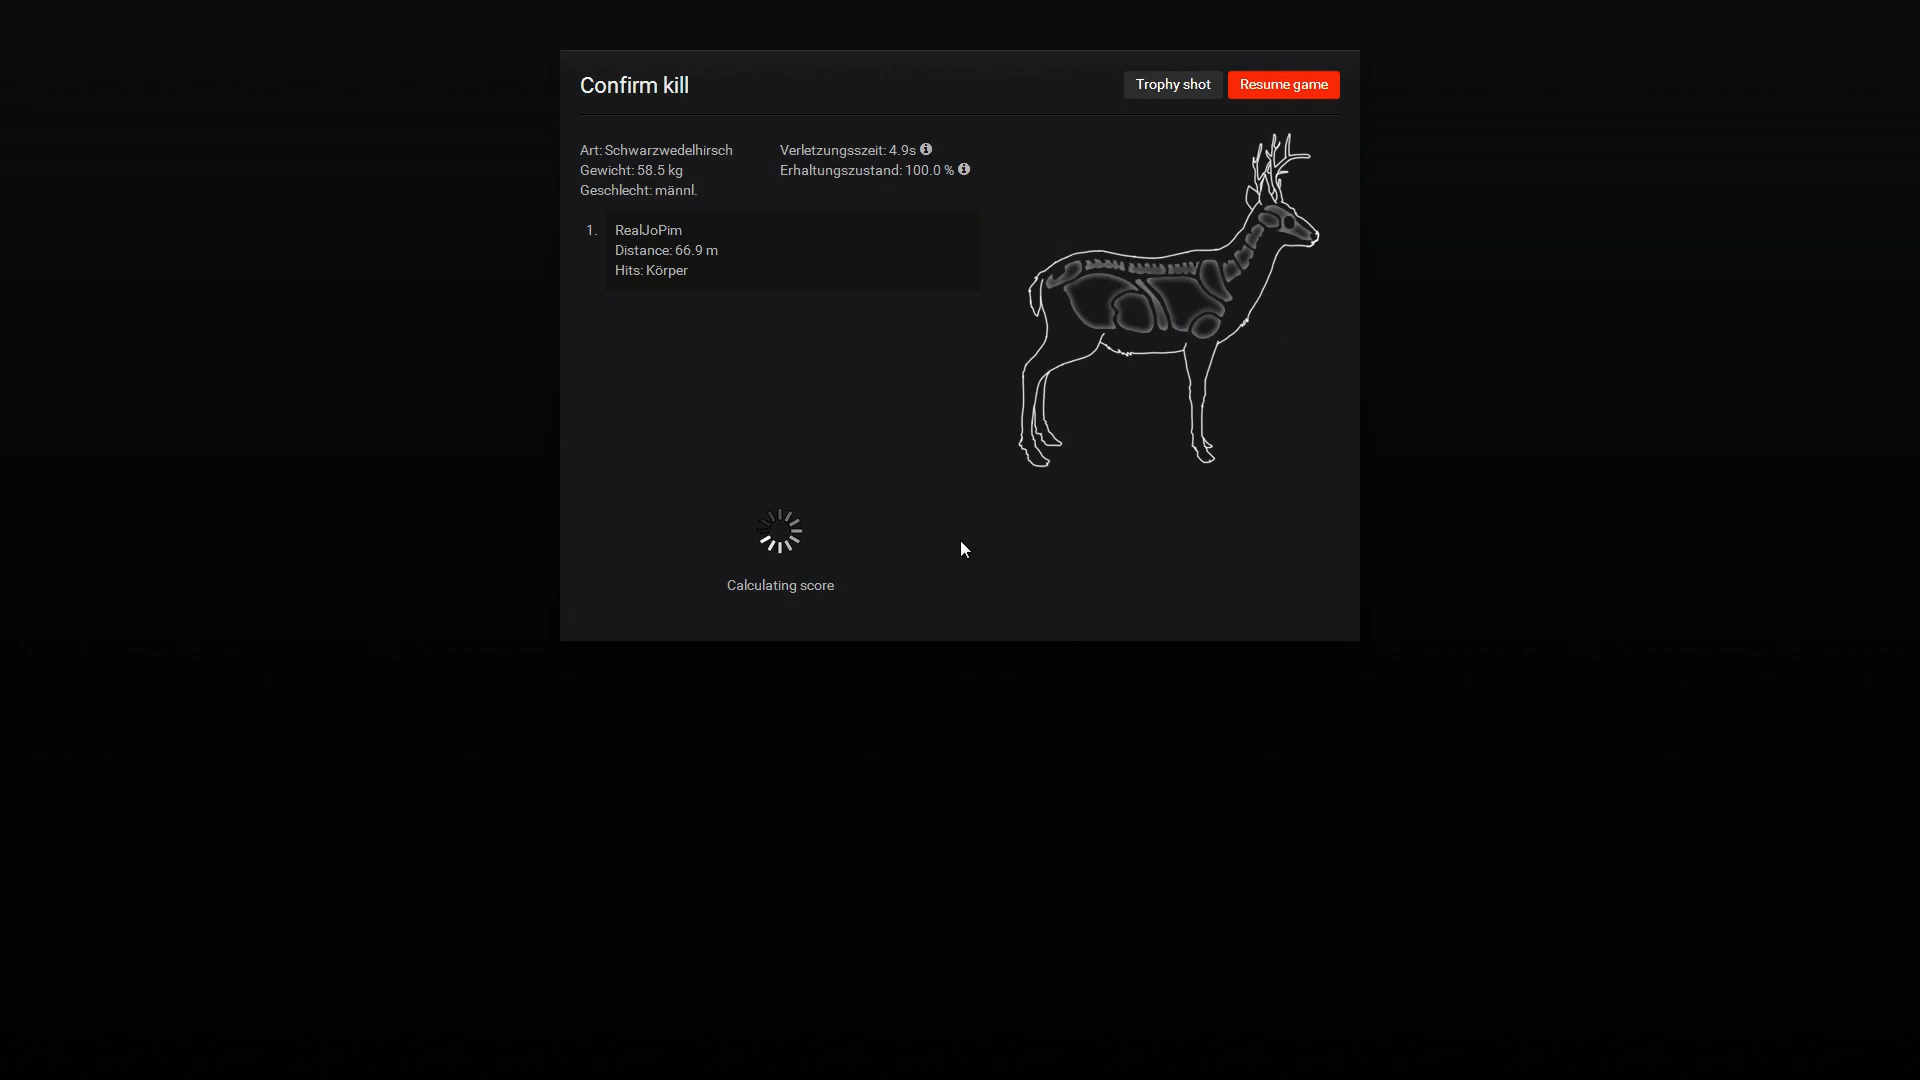 Confirm kill
Trophy shot
Resume game
Art: Schwarzwedelhirsch
Gewicht: 58.5 kg
Geschlecht: männl.
Verletzungsszeit: 4.9s
Erhaltungszustand: 100.0 %
1. RealJoPim
Distance: 66.9 m
Hits: Körper
Calculating score